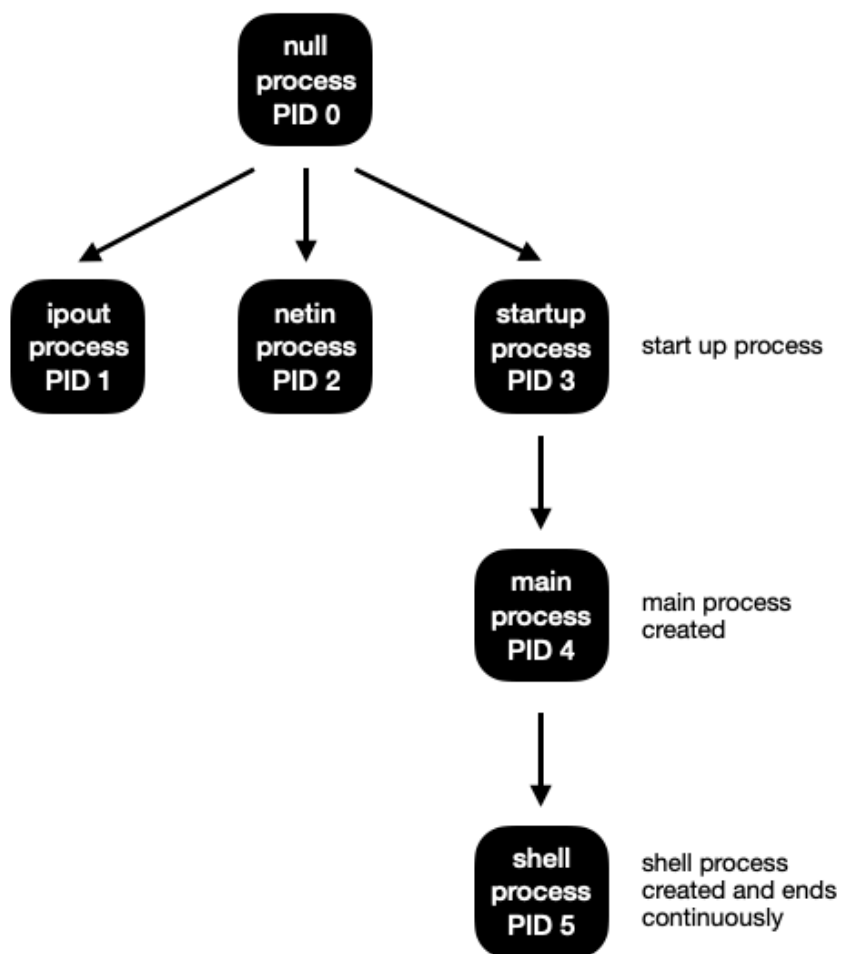 null
process
PID 0
ipout
process
PID 1
netin
process
PID 2
startup
process
PID 3
start up process
main
process
PID 4
main process
created
shell
process
PID 5
shell process
created and ends
continuously